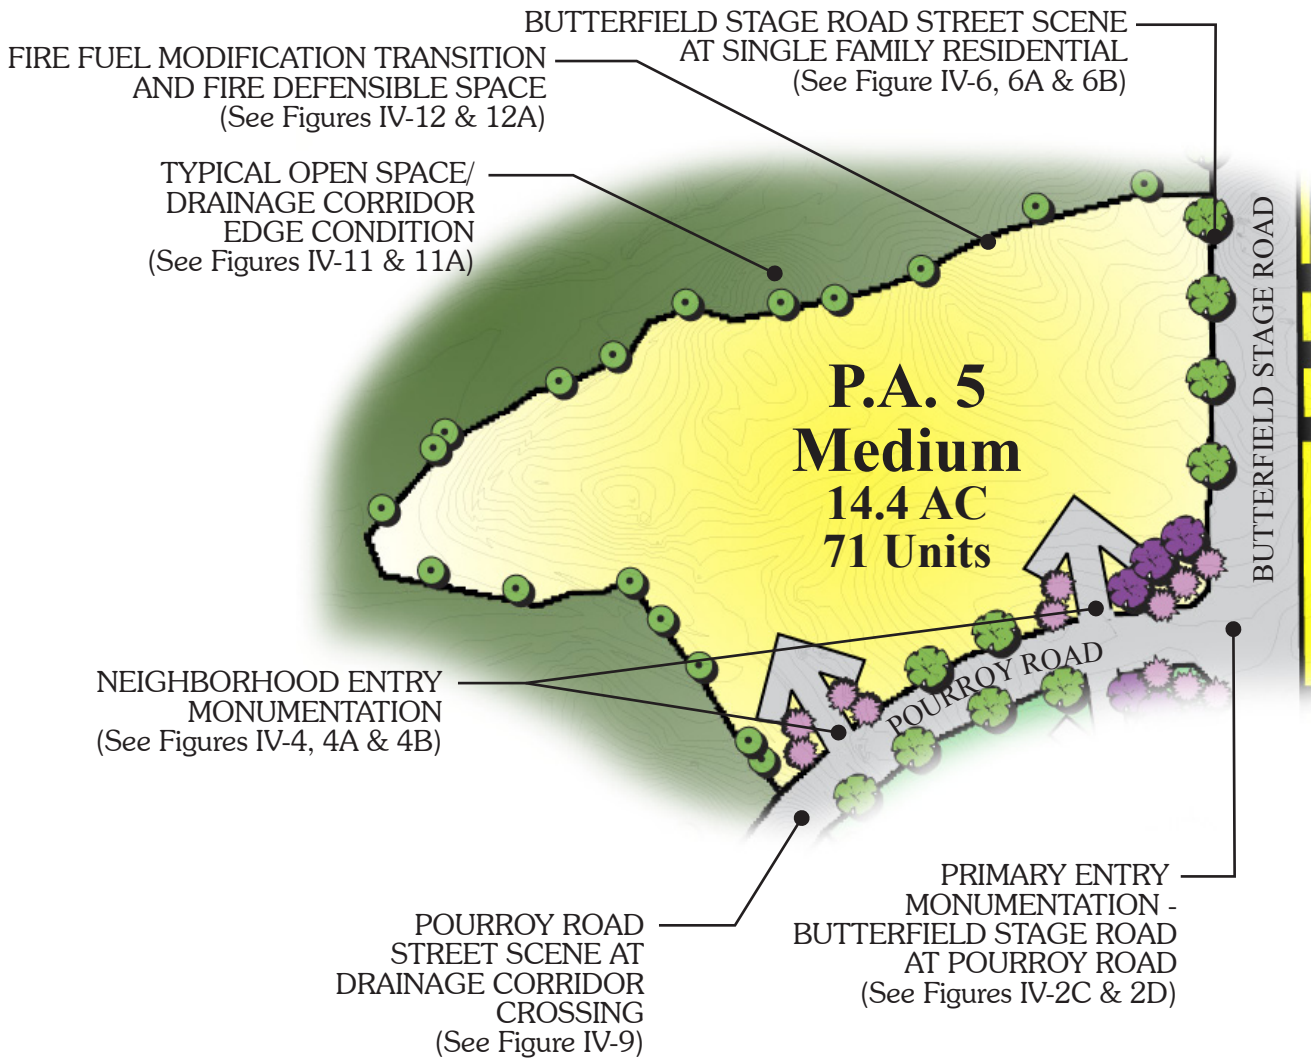 BUTTERFIELD STAGE ROAD STREET SCENE
AT SINGLE FAMILY RESIDENTIAL
(See Figure IV-6, 6A & 6B)
FIRE FUEL MODIFICATION TRANSITION
AND FIRE DEFENSIBLE SPACE
(See Figures IV-12 & 12A)
TYPICAL OPEN SPACE/
DRAINAGE CORRIDOR
EDGE CONDITION
(See Figures IV-11 & 11A)
BUTTERFIELD STAGE ROAD
P.A. 5
Medium
14.4 AC
71 Units
POURROY ROAD
NEIGHBORHOOD ENTRY
MONUMENTATION
(See Figures IV-4, 4A & 4B)
PRIMARY ENTRY
MONUMENTATION -
BUTTERFIELD STAGE ROAD
AT POURROY ROAD
(See Figures IV-2C & 2D)
POURROY ROAD
STREET SCENE AT
DRAINAGE CORRIDOR
CROSSING
(See Figure IV-9)